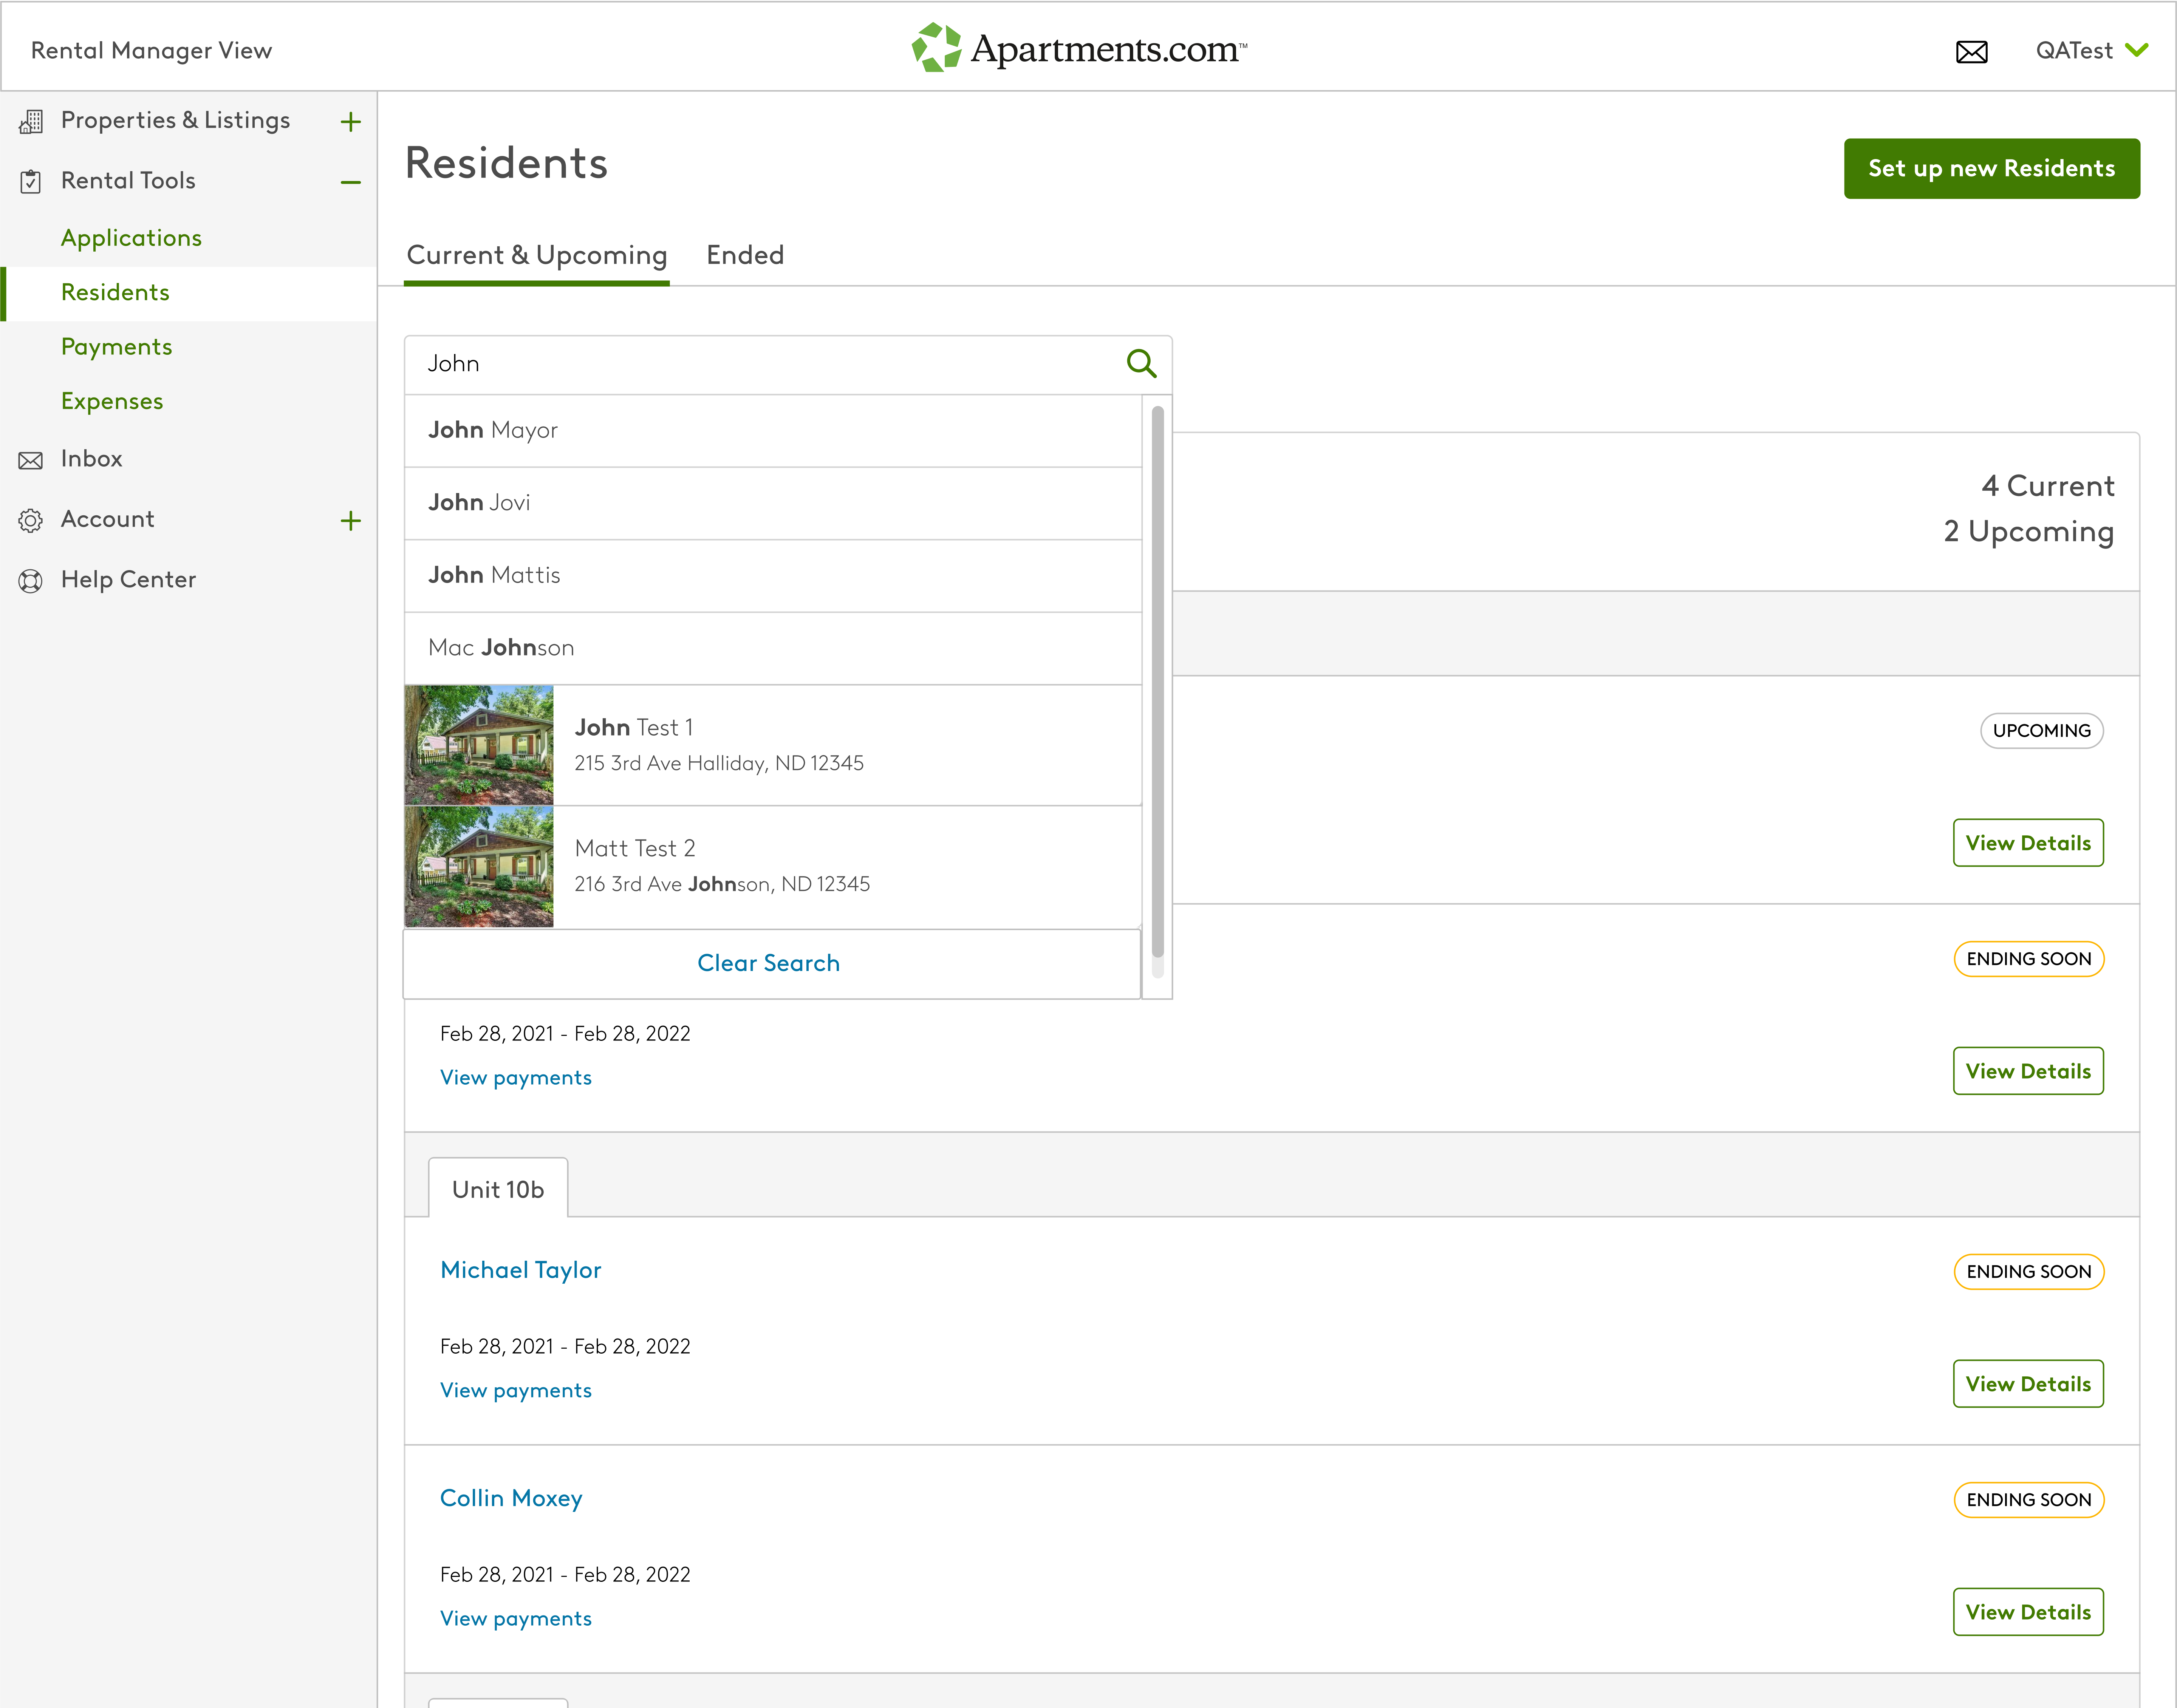 Rental Manager View
Apartments.com™
QATest
Properties & Listings
Rental Tools
Applications
Residents
Payments
Expenses
Inbox
Account
Help Center
Residents
Set up new Residents
Current & Upcoming
Ended
John
John Mayor
John Jovi
John Mattis
Mac Johnson
John Test 1
215 3rd Ave Halliday, ND 12345
Matt Test 2
216 3rd Ave Johnson, ND 12345
Clear Search
4 Current
2 Upcoming
UPCOMING
View Details
ENDING SOON
Feb 28, 2021 - Feb 28, 2022
View payments
View Details
Unit 10b
Michael Taylor
ENDING SOON
Feb 28, 2021 - Feb 28, 2022
View payments
View Details
Collin Moxey
ENDING SOON
Feb 28, 2021 - Feb 28, 2022
View payments
View Details